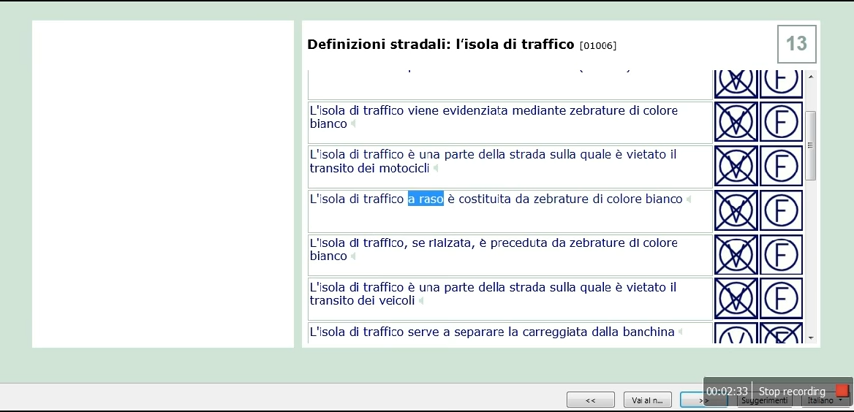 Definizioni stradali: l'isola di traffico [01006]
13
V F
L'isola di traffico viene evidenziata mediante zebrature di colore
bianco
V F
L'isola di traffico è una parte della strada sulla quale è vietato il
transito dei motocicli
V F
L'isola di traffico a raso è costituita da zebrature di colore bianco
V F
L'isola di traffico, se rialzata, è preceduta da zebrature di colore
bianco
V F
L'isola di traffico è una parte della strada sulla quale è vietato il
transito dei veicoli
V F
L'isola di traffico serve a separare la carreggiata dalla banchina
V F
00:02:33 Stop recording
<< Vai al n... >> Suggerimenti Italiano